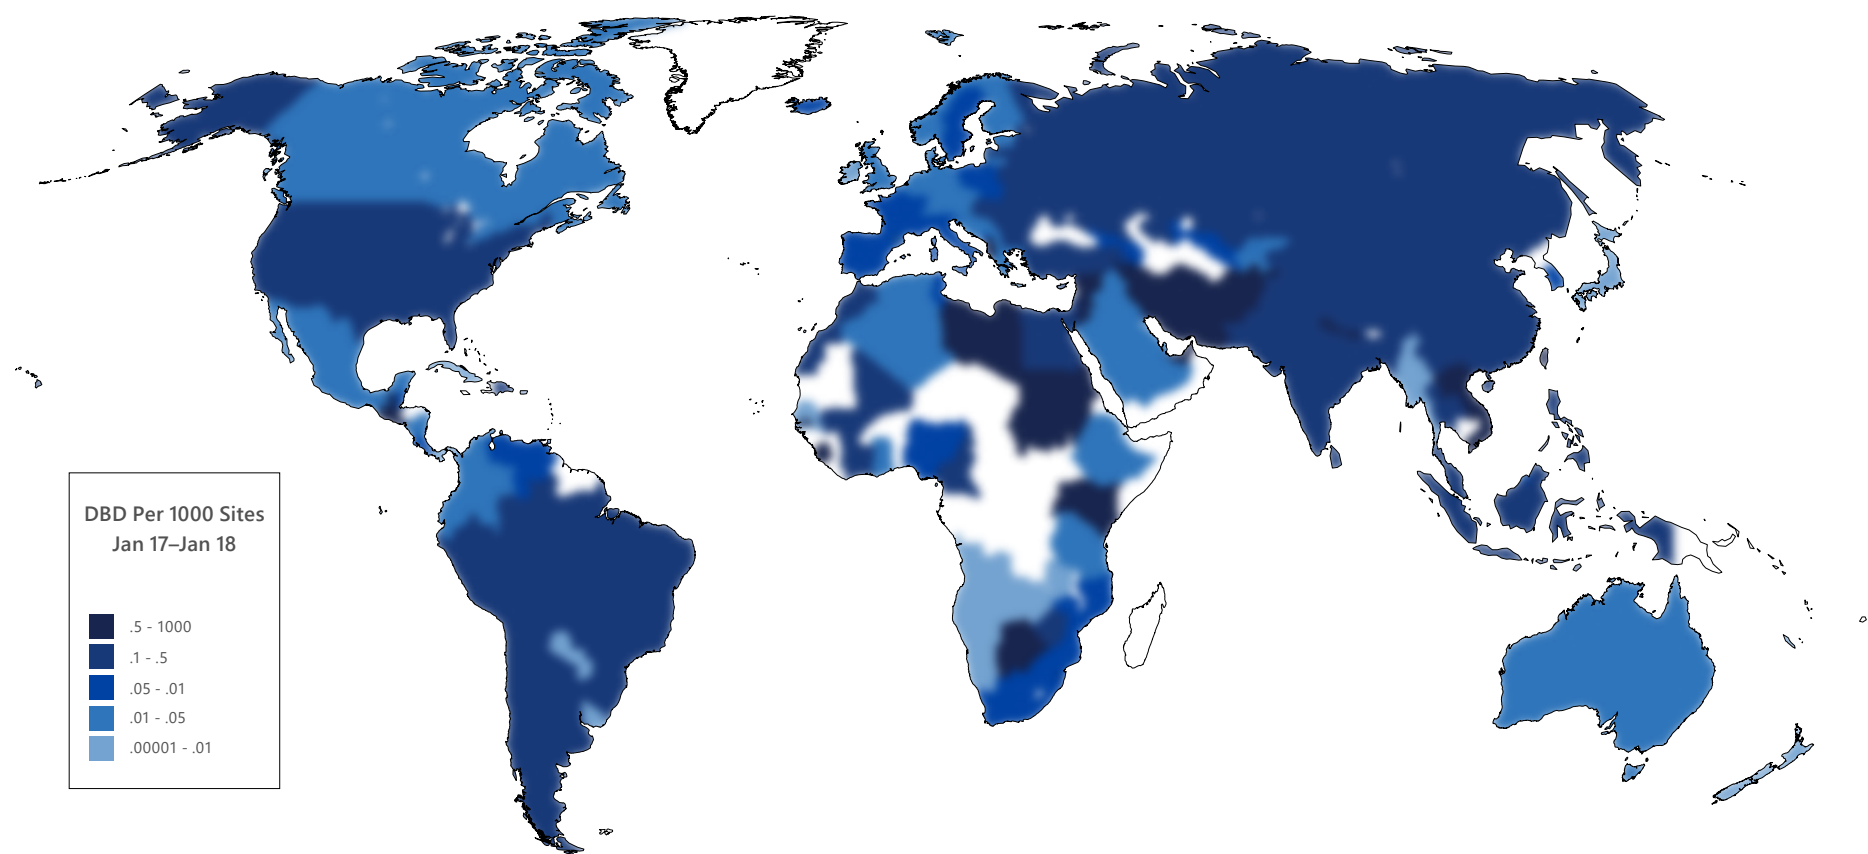 DBD Per 1000 Sites
Jan 17–Jan 18
.5 - 1000
.1 - .5
.05 - .01
.01 - .05
.00001 - .01